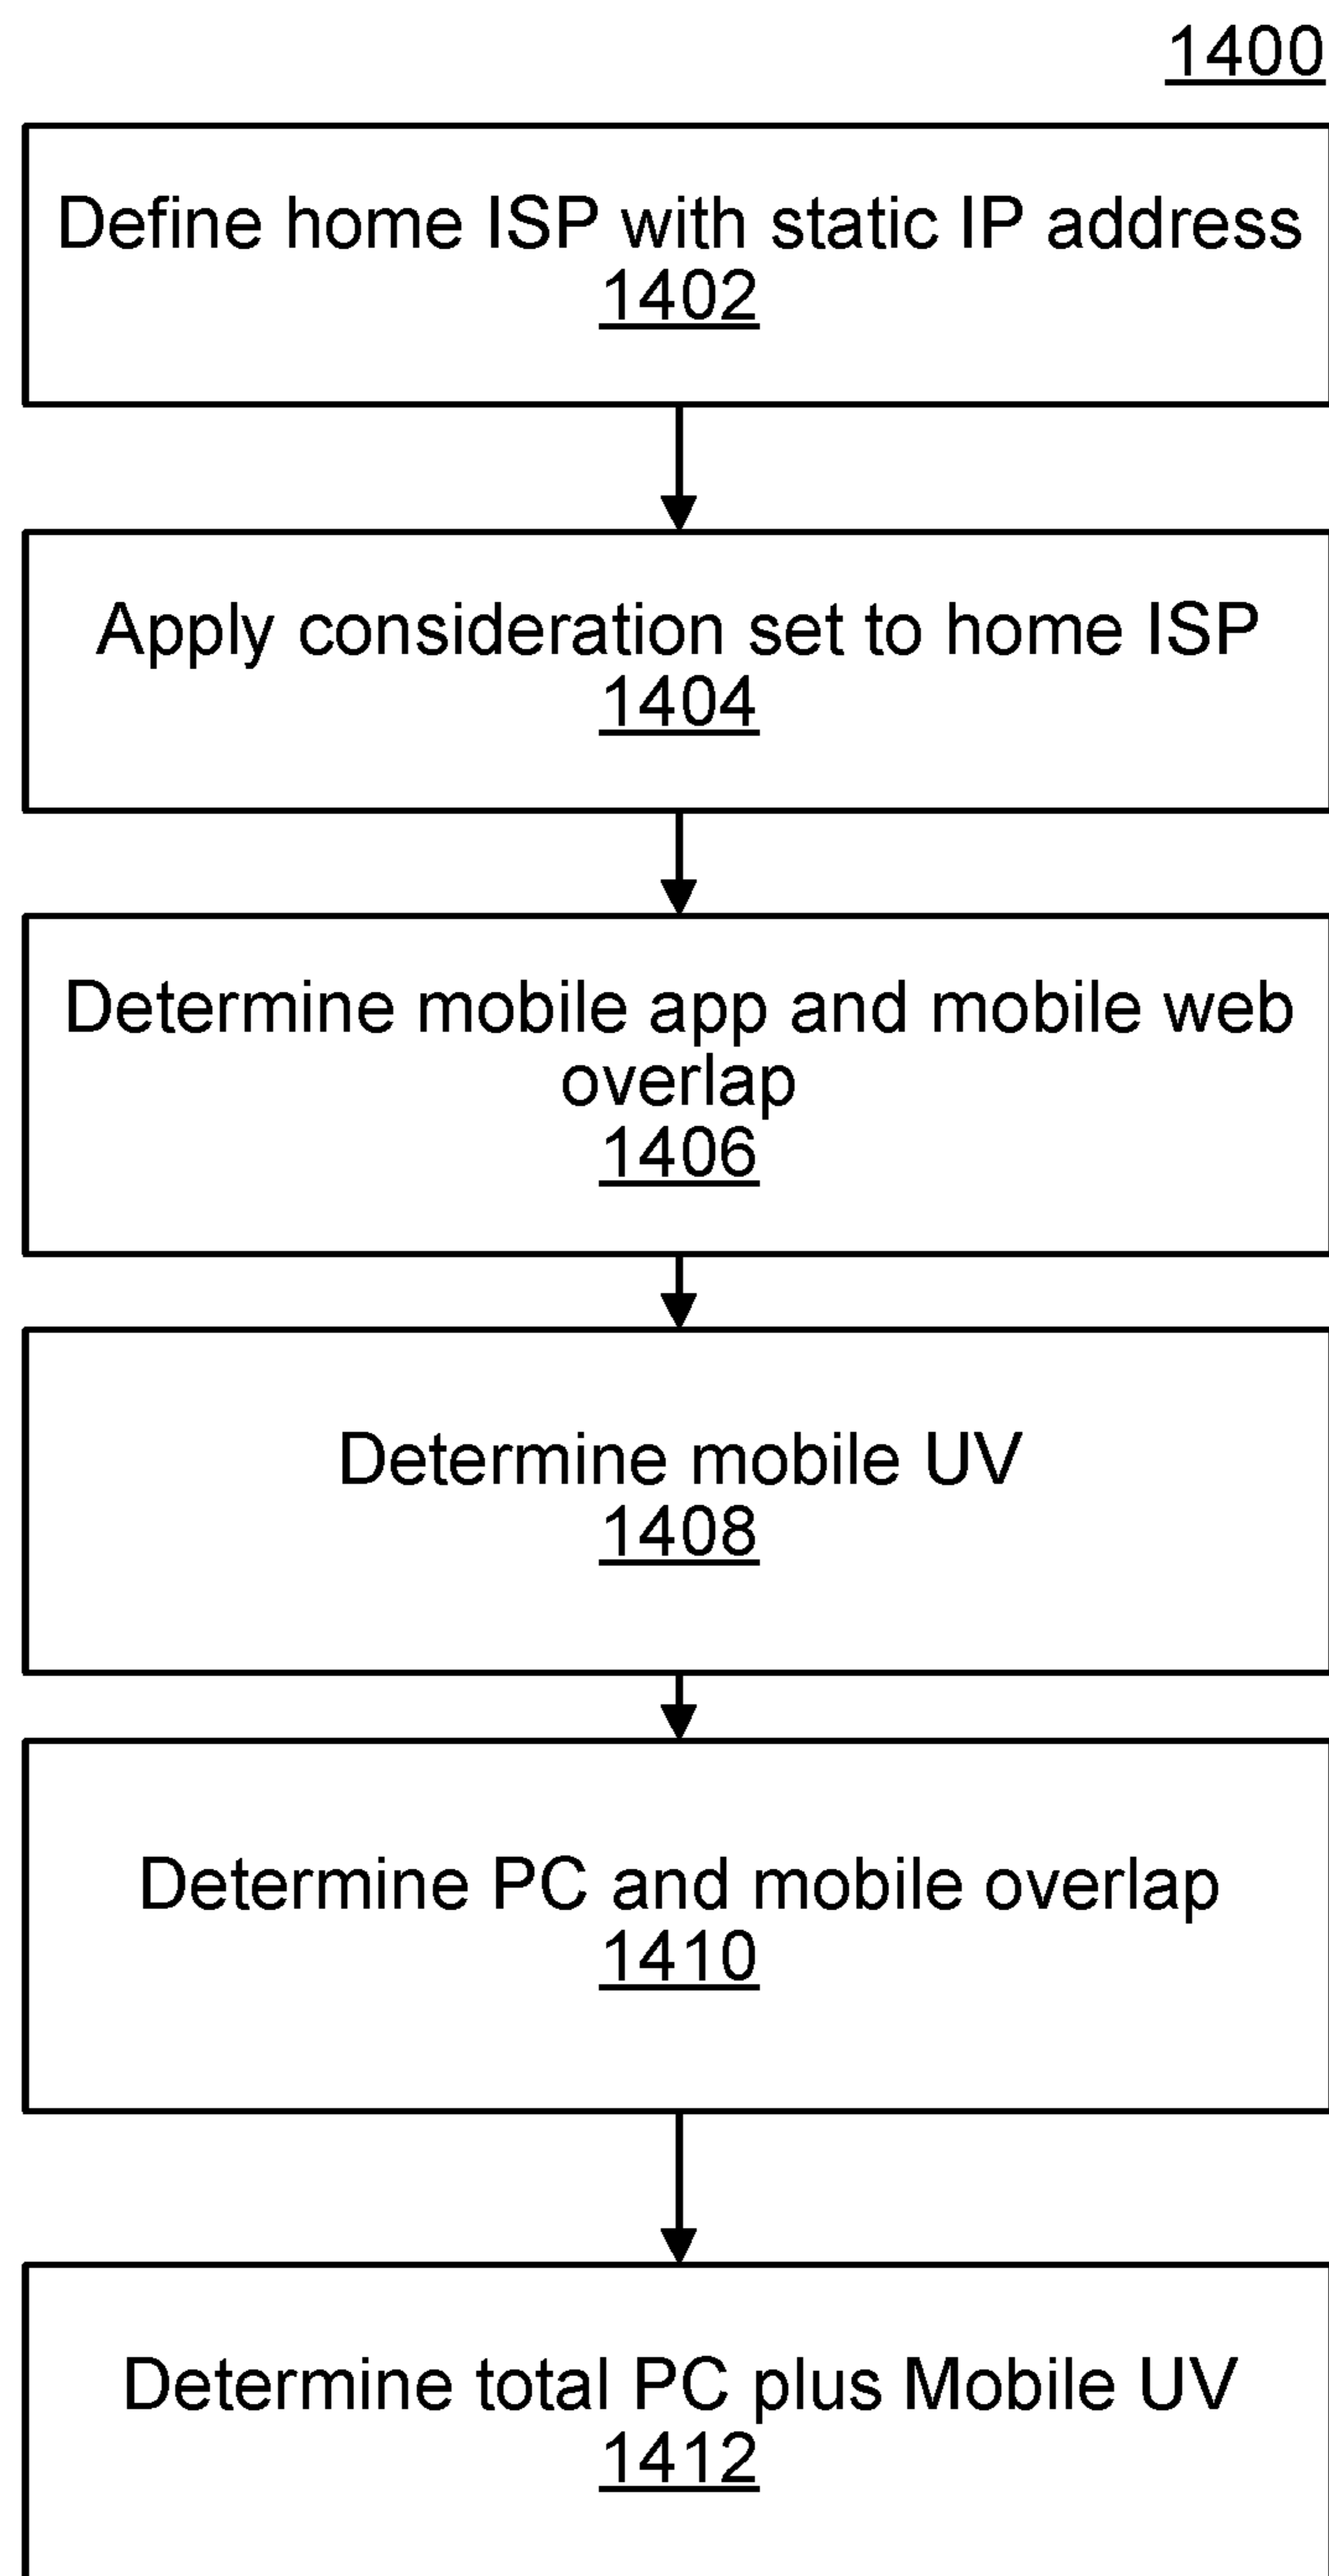 1400
Define home ISP with static IP address
1402
Apply consideration set to home ISP
1404
Determine mobile app and mobile web
overlap
1406
Determine mobile UV
1408
Determine PC and mobile overlap
1410
Determine total PC plus Mobile UV
1412